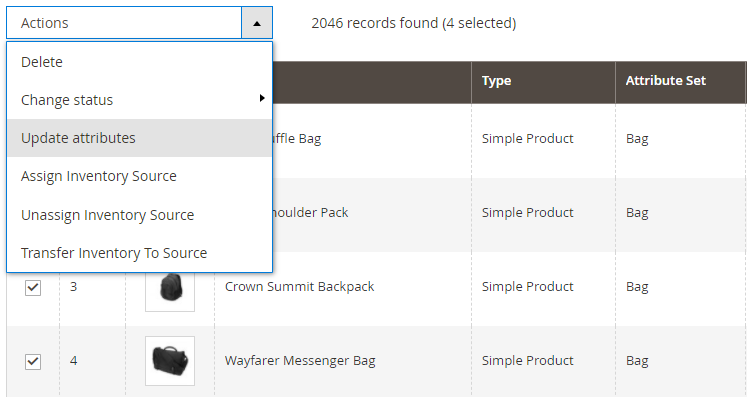 Actions
2046 records found (4 selected)
Delete
Change status
Update attributes
Assign Inventory Source
Unassign Inventory Source
Transfer Inventory To Source
Type
Attribute Set
Bag
Simple Product
Bag
Pack
Simple Product
Bag
3
Crown Summit Backpack
Simple Product
Bag
4
Wayfarer Messenger Bag
Simple Product
Bag